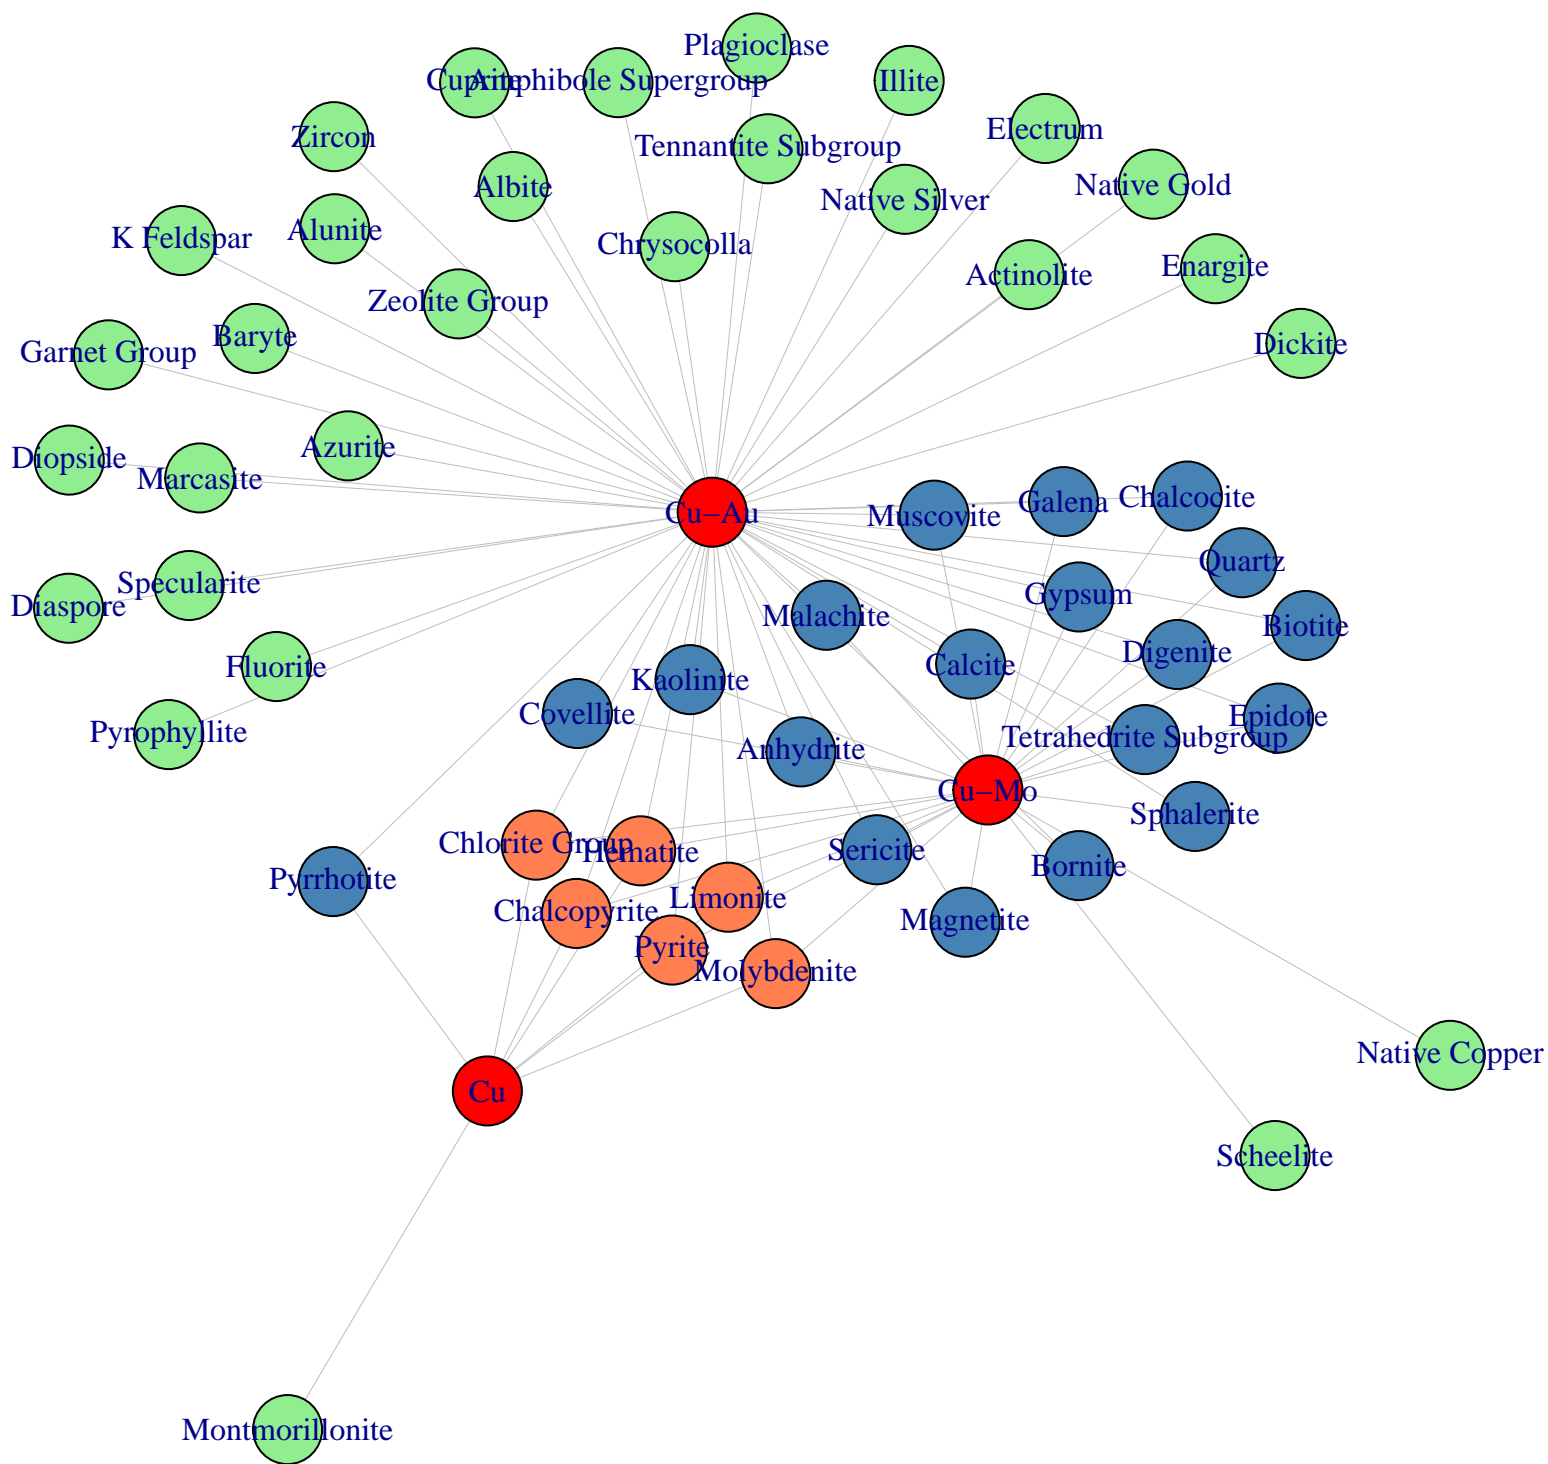 Plagioclase
Cuprite
Amphibole Supergroup
Illite
Zircon
Electrum
Tennantite Subgroup
Albite
Native Gold
Native Silver
K Feldspar
Alunite
Chrysocolla
Enargite
Actinolite
Zeolite Group
Baryte
Garnet Group
Dickite
Azurite
Diopside
Marcasite
Chalcocite
Galena
Cu–Au
Muscovite
Quartz
Specularite
Gypsum
Diaspore
Malachite
Biotite
Digenite
Fluorite
Calcite
Kaolinite
Covellite
Epidote
Pyrophyllite
Tetrahedrite Subgroup
Anhydrite
Cu–Mo
Sphalerite
Chlorite Group
Hematite
Sericite
Bornite
Pyrrhotite
Limonite
Chalcopyrite
Magnetite
Pyrite
Molybdenite
Native Copper
Cu
Scheelite
Montmorillonite